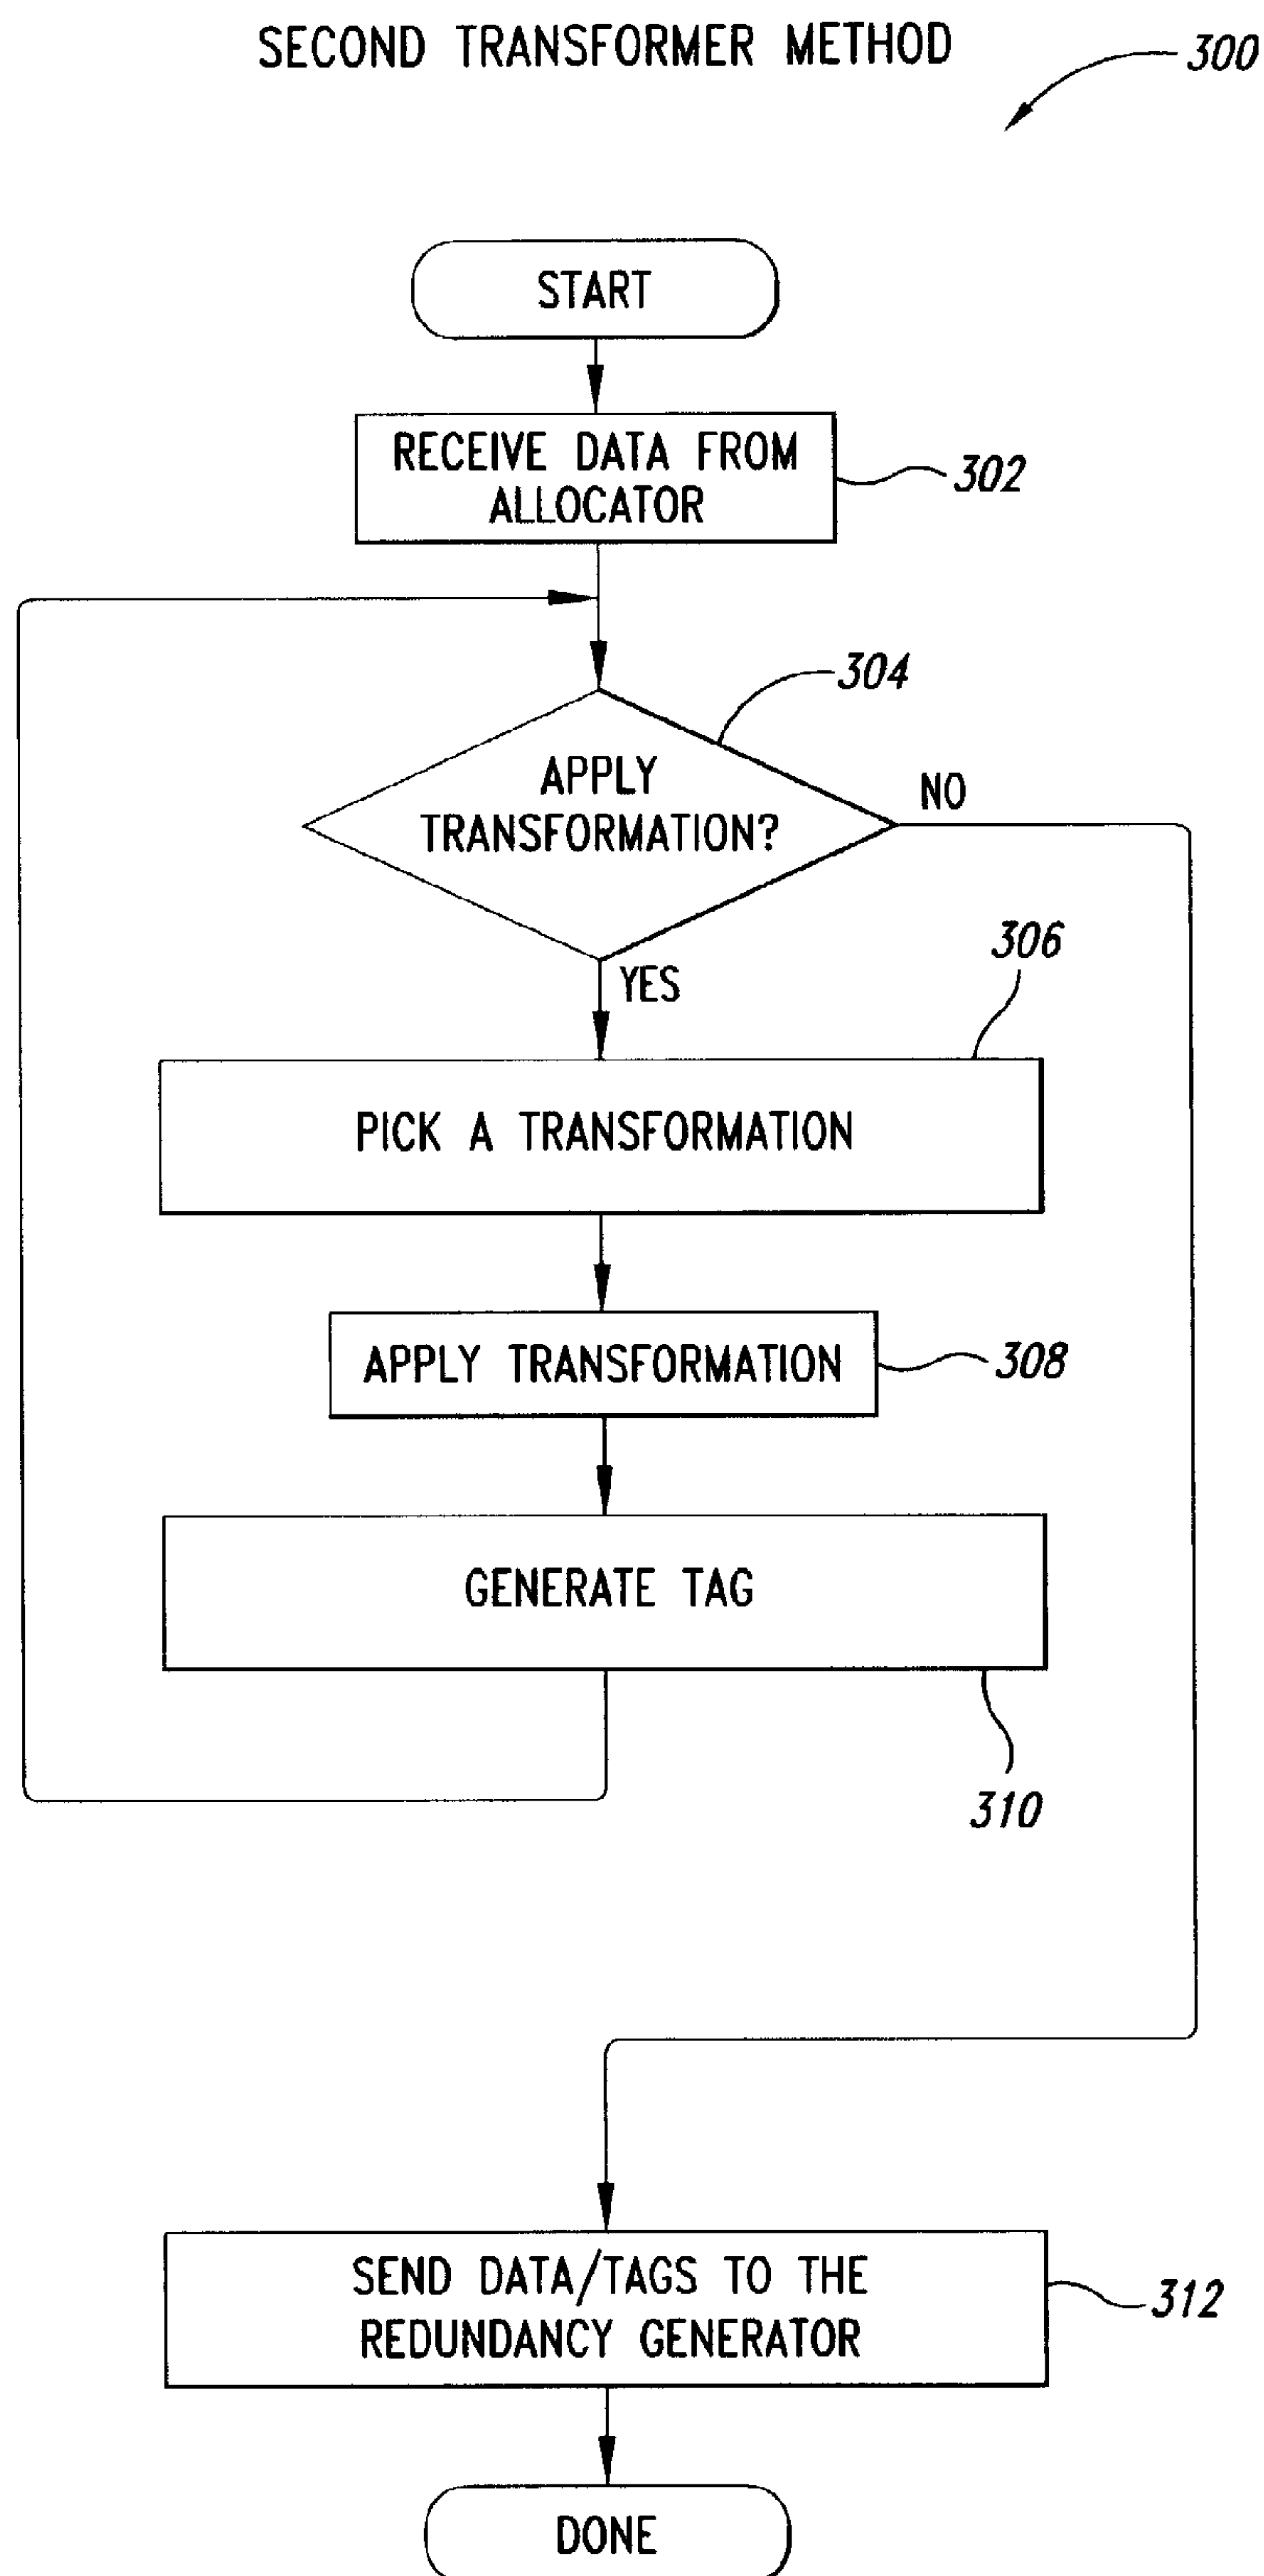 SECOND TRANSFORMER METHOD
300
START
RECEIVE DATA FROM
ALLOCATOR
302
304
APPLY
TRANSFORMATION?
NO
YES
306
PICK A TRANSFORMATION
APPLY TRANSFORMATION
308
GENERATE TAG
310
SEND DATA/TAGS TO THE
REDUNDANCY GENERATOR
312
DONE